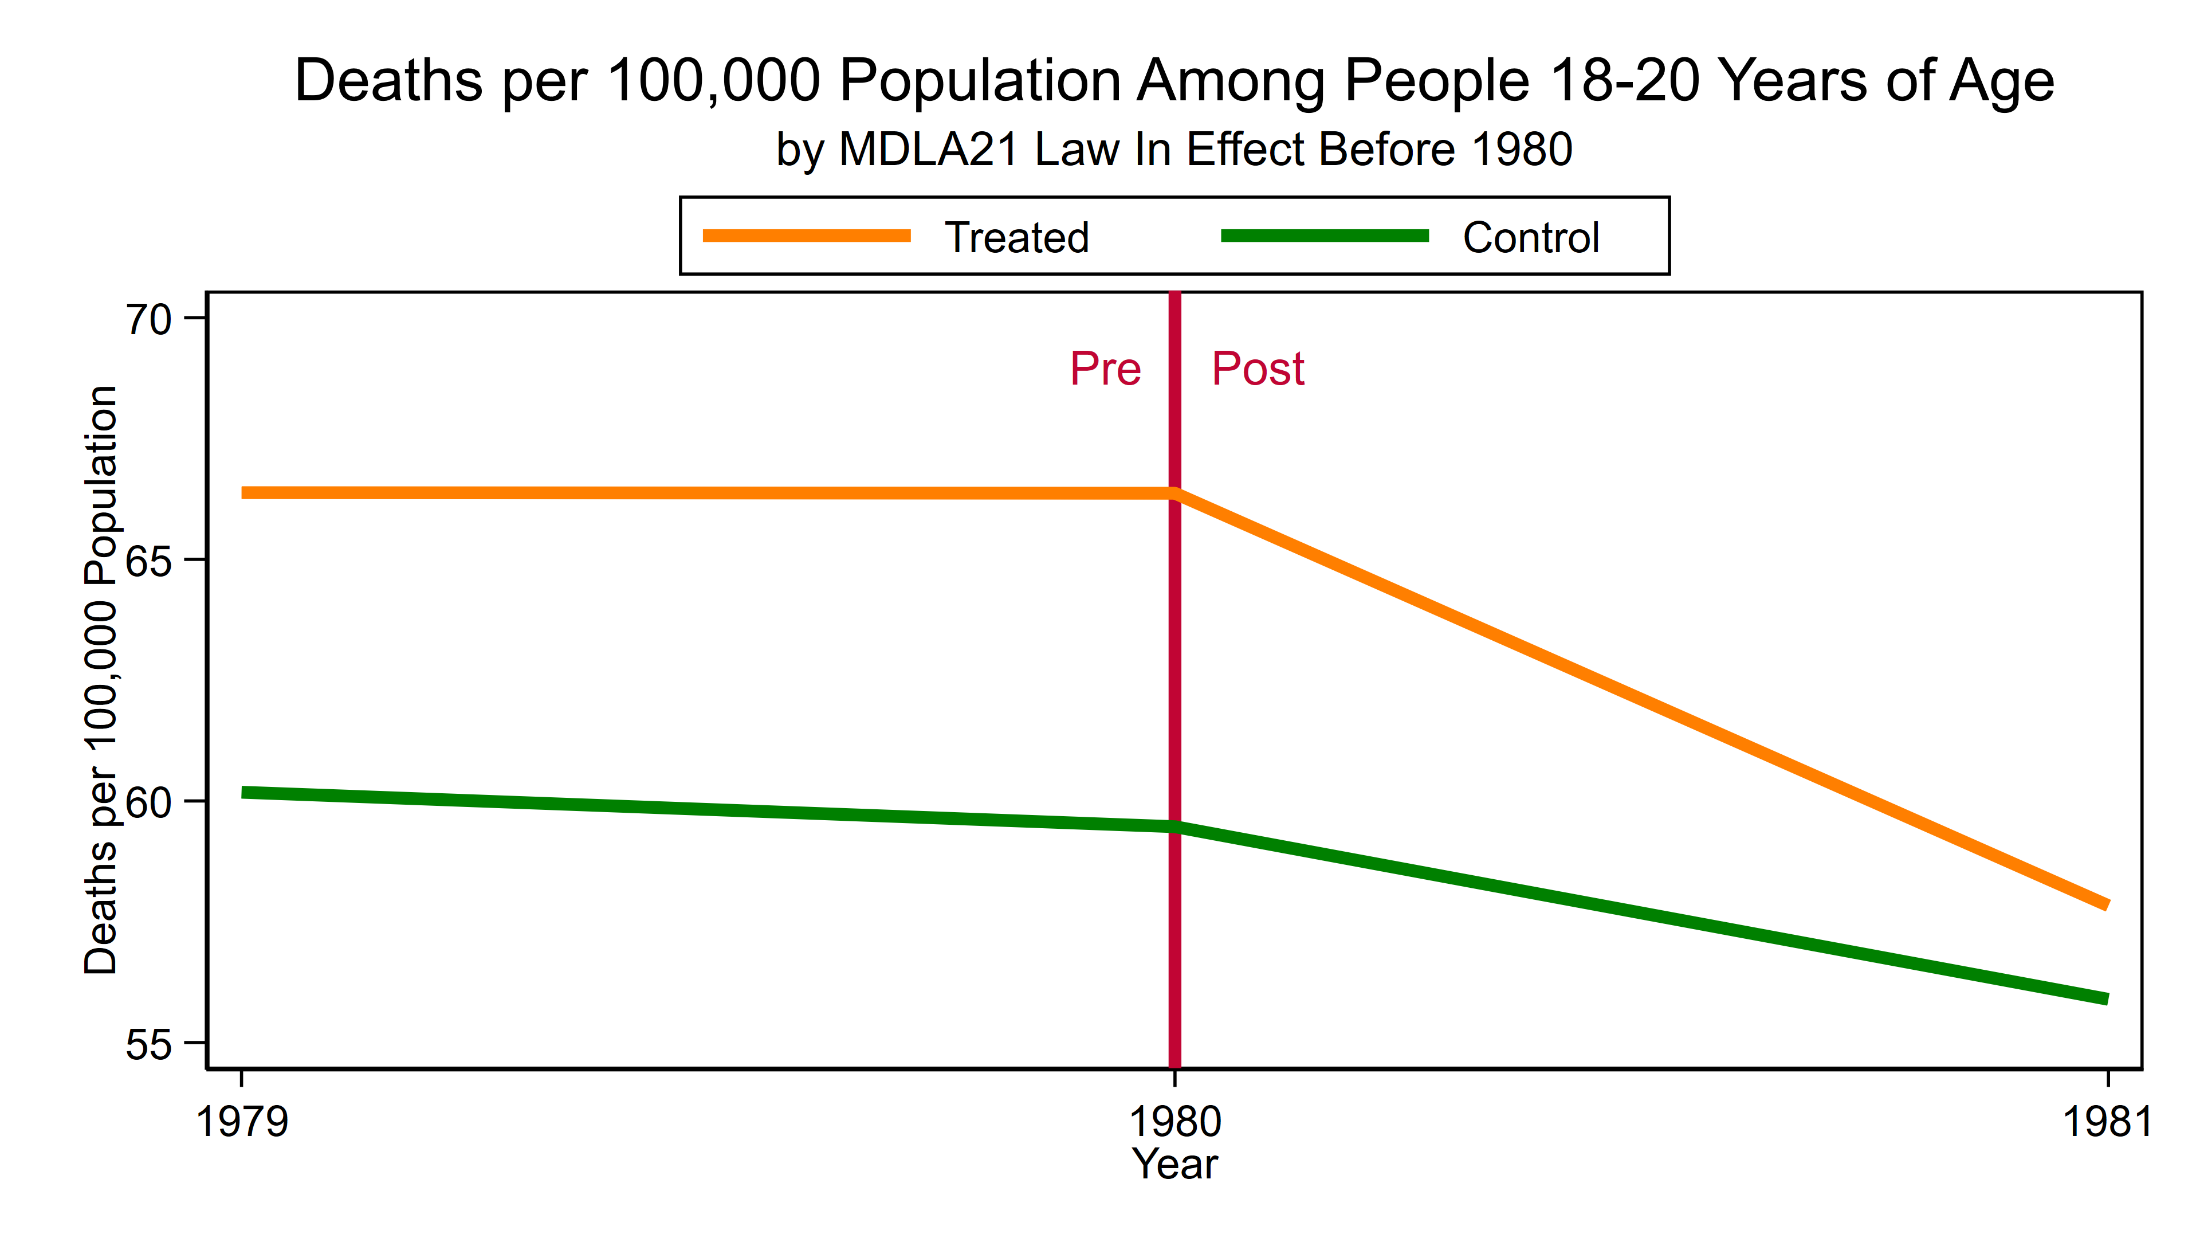 Deaths per 100,000 Population Among People 18-20 Years of Age
by MDLA21 Law In Effect Before 1980
Treated Control
Pre Post
Deaths per 100,000 Population
70
65
60
55
1979 1980 1981
Year